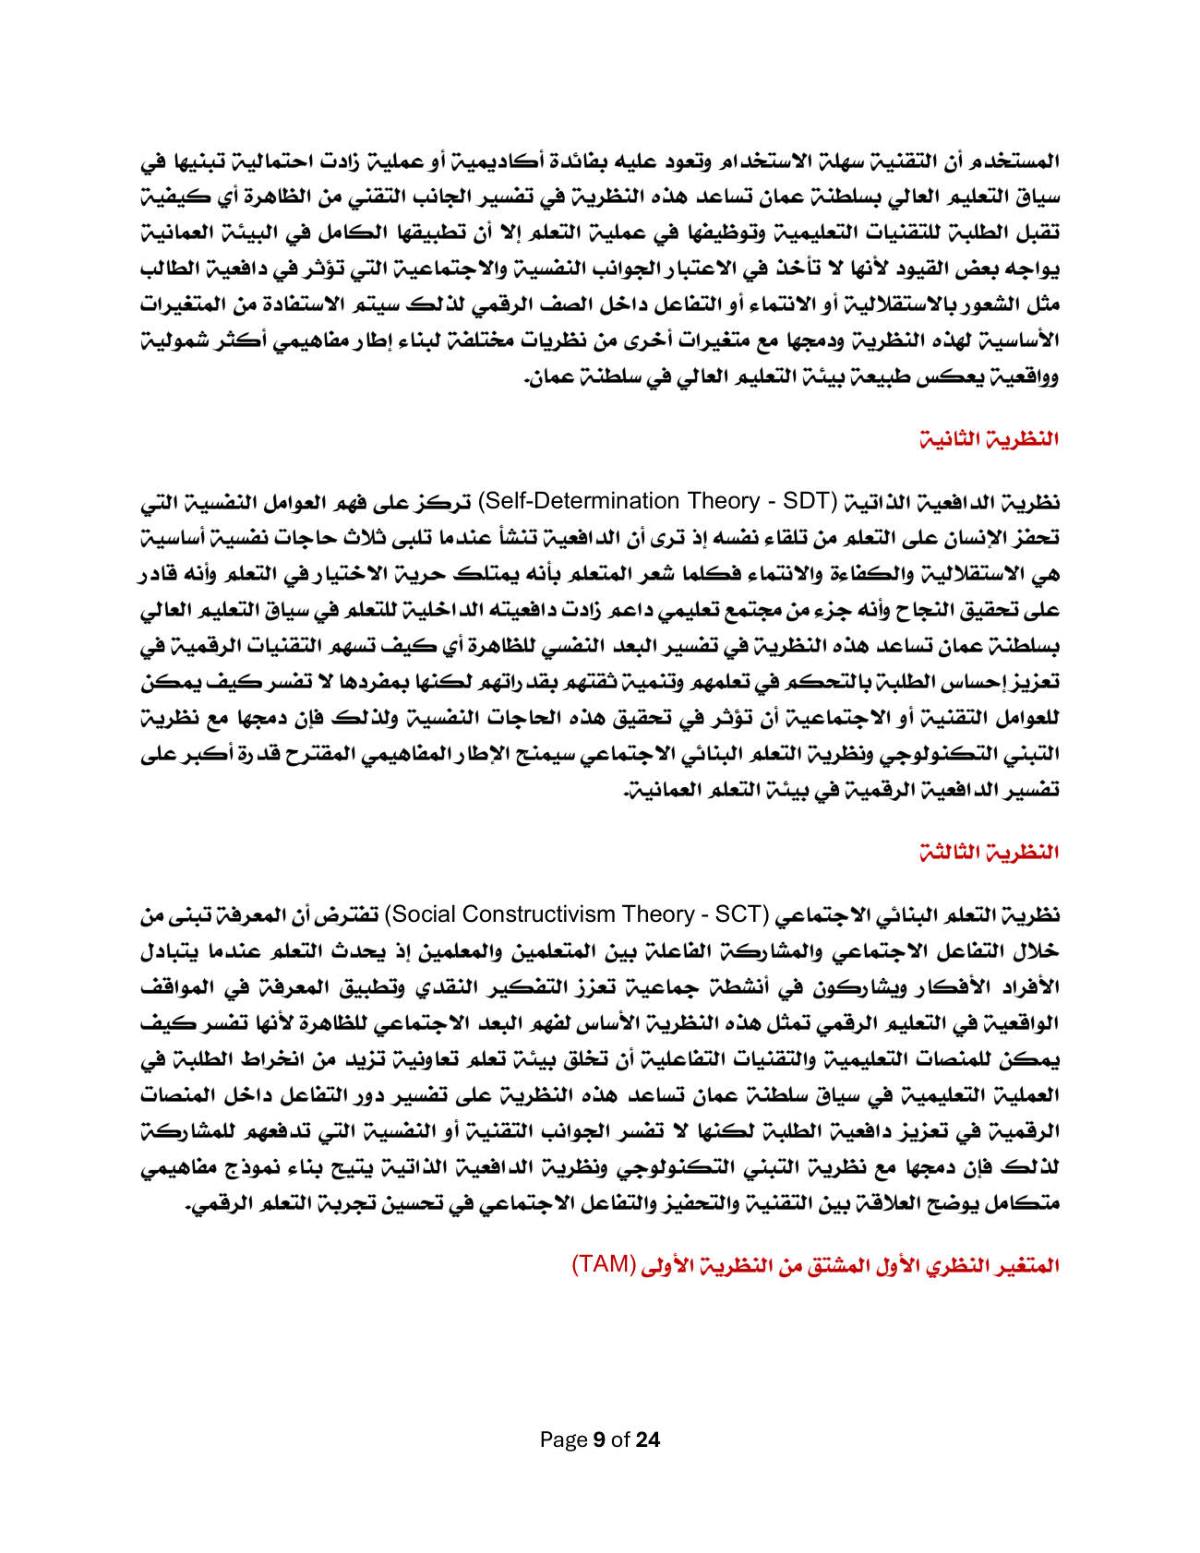 المستخدم أن التقنية سهلة الاستخدام وتعود عليه بفائدة أكاديمية أو عملية زادت احتمالية تبنيها في
سياق التعليم العالي بسلطنة عمان تساعد هذه النظرية في تفسير الجانب التقني من الظاهرة أي كيفية
تقبل الطلبة للتقنيات التعليمية وتوظيفها في عملية التعلم إلا أن تطبيقها الكامل في البيئة العمانية
يواجه بعض القيود لأنها لا تأخذ في الاعتبار الجوانب النفسية والاجتماعية التي تؤثر في دافعية الطالب
مثل الشعور بالاستقلالية أو الانتماء أو التفاعل داخل الصف الرقمي لذلك سيتم الاستفادة من المتغيرات
الأساسية لهذه النظرية ودمجها مع متغيرات أخرى من نظريات مختلفة لبناء إطار مفاهيمي أكثر شمولية
وواقعية يعكس طبيعة بيئة التعليم العالي في سلطنة عمان.
النظرية الثانية
نظرية الدافعية الذاتية (Self-Determination Theory - SDT) تركز على فهم العوامل النفسية التي
تحفز الإنسان على التعلم من تلقاء نفسه إذ ترى أن الدافعية تنشأ عندما تلبى ثلاث حاجات نفسية أساسية
هي الاستقلالية والكفاءة والانتماء فكلما شعر المتعلم بأنه يمتلك حرية الاختيار في التعلم وأنه قادر
على تحقيق النجاح وأنه جزء من مجتمع تعليمي داعم زادت دافعيته الداخلية للتعلم في سياق التعليم العالي
بسلطنة عمان تساعد هذه النظرية في تفسير البعد النفسي للظاهرة أي كيف تسهم التقنيات الرقمية في
تعزيز إحساس الطلبة بالتحكم في تعلمهم وتنمية ثقتهم بقدراتهم لكنها بمفردها لا تفسر كيف يمكن
للعوامل التقنية أو الاجتماعية أن تؤثر في تحقيق هذه الحاجات النفسية ولذلك فإن دمجها مع نظرية
التبني التكنولوجي ونظرية التعلم البنائي الاجتماعي سيمنح الإطار المفاهيمي المقترح قدرة أكبر على
تفسير الدافعية الرقمية في بيئة التعلم العمانية.
النظرية الثالثة
نظرية التعلم البنائي الاجتماعي (Social Constructivism Theory - SCT) تفترض أن المعرفة تبنى من
خلال التفاعل الاجتماعي والمشاركة الفاعلة بين المتعلمين والمعلمين إذ يحدث التعلم عندما يتبادل
الأفراد الأفكار ويشاركون في أنشطة جماعية تعزز التفكير النقدي وتطبيق المعرفة في المواقف
الواقعية في التعليم الرقمي تمثل هذه النظرية الأساس لفهم البعد الاجتماعي للظاهرة لأنها تفسر كيف
يمكن للمنصات التعليمية والتقنيات التفاعلية أن تخلق بيئة تعلم تعاونية تزيد من انخراط الطلبة في
العملية التعليمية في سياق سلطنة عمان تساعد هذه النظرية على تفسير دور التفاعل داخل المنصات
الرقمية في تعزيز دافعية الطلبة لكنها لا تفسر الجوانب التقنية أو النفسية التي تدفعهم للمشاركة
لذلك فإن دمجها مع نظرية التبني التكنولوجي ونظرية الدافعية الذاتية يتيح بناء نموذج مفاهيمي
متكامل يوضح العلاقة بين التقنية والتحفيز والتفاعل الاجتماعي في تحسين تجربة التعلم الرقمي.
المتغير النظري الأول المشتق من النظرية الأولى (TAM)
Page 9 of 24